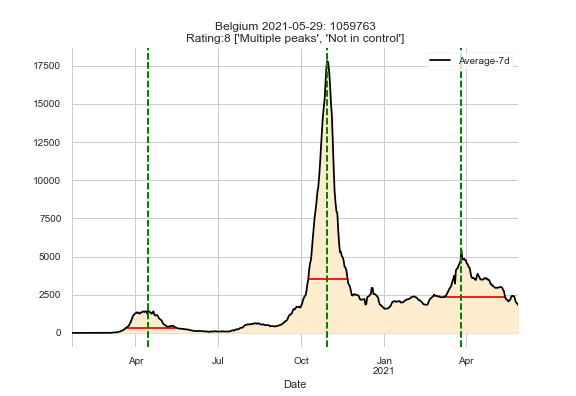 Belgium 2021-05-29: 1059763
Rating:8 ['Multiple peaks', 'Not in control']
Average-7d
17500
15000
12500
10000
7500
5000
2500
0
Apr
Jul
Oct
Jan
2021
Apr
Date